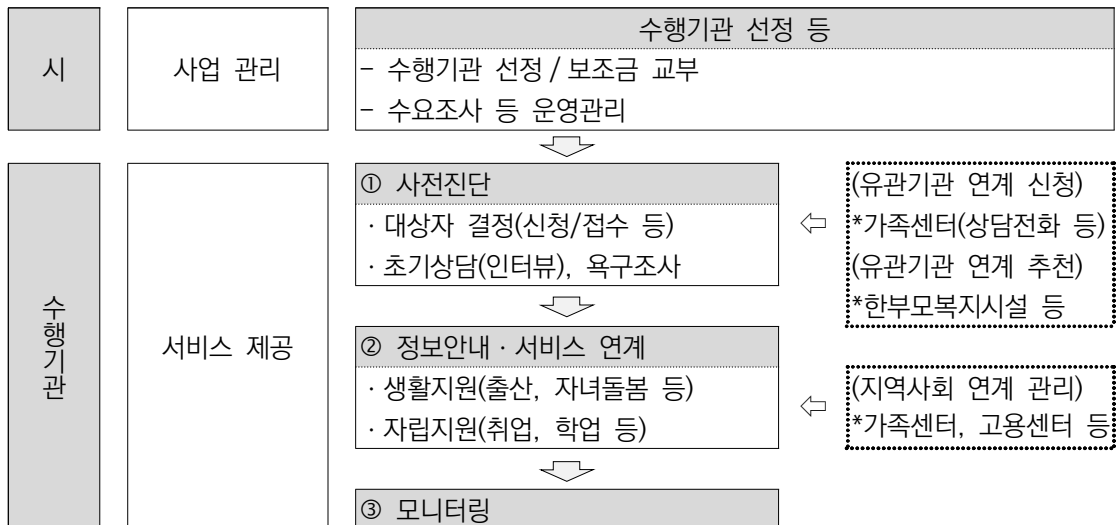 수행기관 선정 등
시
사업 관리
- 수행기관 선정 / 보조금 교부
- 수요조사 등 운영관리
수행기관
서비스 제공
① 사전진단
· 대상자 결정(신청/접수 등)
· 초기상담(인터뷰), 욕구조사
(유관기관 연계 신청)
*가족센터(상담전화 등)
(유관기관 연계 추천)
*한부모복지시설 등
② 정보안내 · 서비스 연계
· 생활지원(출산, 자녀돌봄 등)
· 자립지원(취업, 학업 등)
(지역사회 연계 관리)
*가족센터, 고용센터 등
③ 모니터링